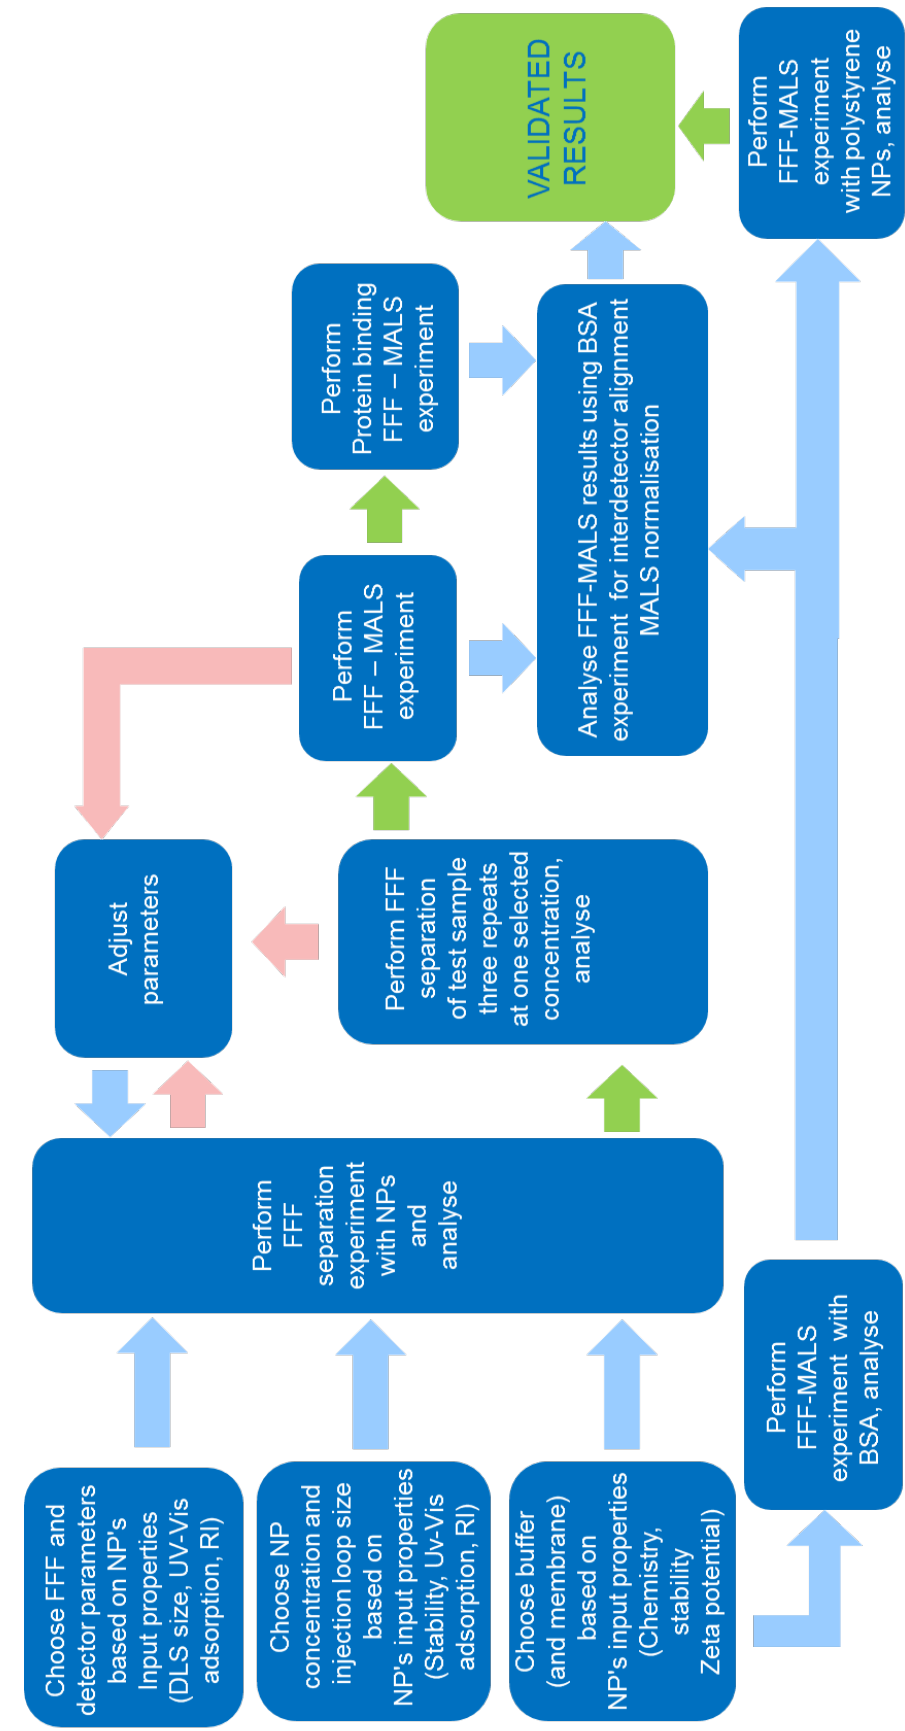 Choose FFF and
detector parameters
based on NP's
Input properties
(DLS size, UV-Vis
adsorption, RI)
Choose NP
concentration and
injection loop size
based on
NP's input properties
(Stability, Uv-Vis
adsorption, RI)
Choose buffer
(and membrane)
based on
NP's input properties
(Chemistry,
stability
Zeta potential)
Perform
FFF-MALS
experiment with
BSA, analyse
Perform
FFF
separation
experiment
with NPs
and
analyse
Adjust
parameters
Perform FFF
separation
of test sample
three repeats
at one selected
concentration,
analyse
Perform
FFF – MALS
experiment
Perform
Protein binding
FFF – MALS
experiment
Analyse FFF-MALS results using BSA
experiment for interdetector alignment
MALS normalisation
VALIDATED
RESULTS
Perform
FFF-MALS
experiment
with polystyrene
NPs, analyse